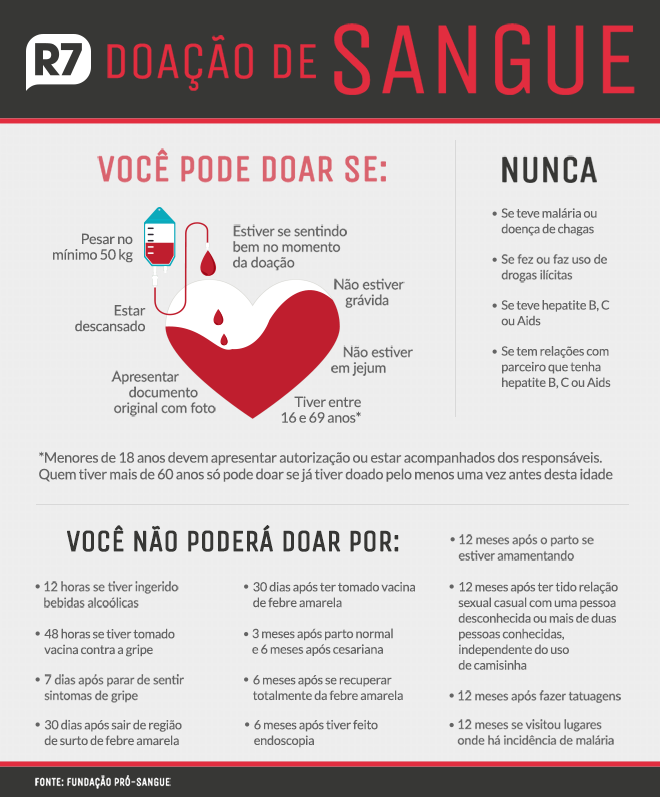 R7 DOAÇÃO DE SANGUE
VOCÊ PODE DOAR SE:
Pesar no
mínimo 50 kg
Estiver se sentindo
bem no momento
da doação
Estar
descansado
Não estiver
grávida
Apresentar
documento
original com foto
Não estiver
em jejum
Tiver entre
16 e 69 anos*
NUNCA
• Se teve malária ou
doença de chagas
• Se fez ou faz uso de
drogas ilícitas
• Se teve hepatite B, C
ou Aids
• Se tem relações com
parceiro que tenha
hepatite B, C ou Aids
*Menores de 18 anos devem apresentar autorização ou estar acompanhados dos responsáveis.
Quem tiver mais de 60 anos só pode doar se já tiver doado pelo menos uma vez antes desta idade
VOCÊ NÃO PODERÁ DOAR POR:
• 12 horas se tiver ingerido
bebidas alcoólicas
• 48 horas se tiver tomado
vacina contra a gripe
• 7 dias após parar de sentir
sintomas de gripe
• 30 dias após sair de região
de surto de febre amarela
• 30 dias após ter tomado vacina
de febre amarela
• 3 meses após parto normal
e 6 meses após cesariana
• 6 meses após se recuperar
totalmente da febre amarela
• 6 meses após tiver feito
endoscopia
• 12 meses após o parto se
estiver amamentando
• 12 meses após ter tido relação
sexual casual com uma pessoa
desconhecida ou mais de duas
pessoas conhecidas,
independente do uso
de camisinha
• 12 meses após fazer tatuagens
• 12 meses se visitou lugares
onde há incidência de malária
FONTE: FUNDAÇÃO PRÓ-SANGUE